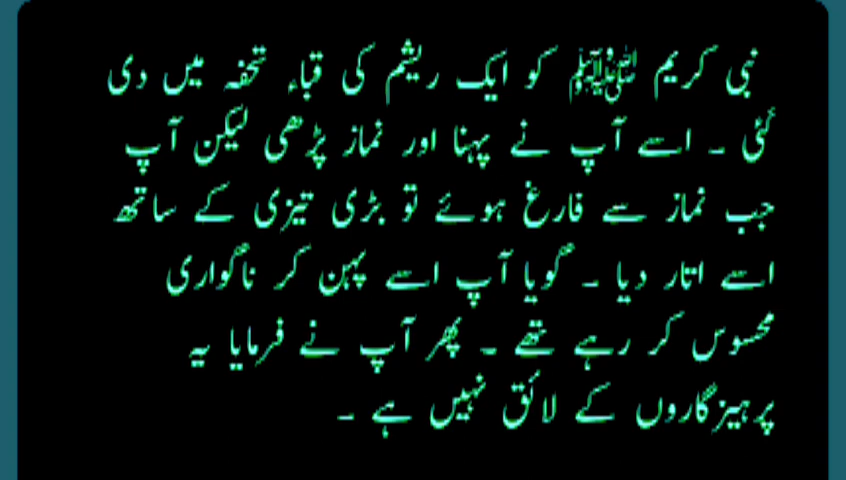 نبی کریم ﷺ کو ایک ریشم کی قباء تحفہ میں دی
گئی ۔ اسے آپ نے پہنا اور نماز پڑھی لیکن آپ
جب نماز سے فارغ ہوئے تو بڑی تیزی کے ساتھ
اسے اتار دیا ۔ گویا آپ اسے پہن کر ناگواری
محسوس کر رہے تھے ۔ پھر آپ نے فرمایا یہ
پرہیزگاروں کے لائق نہیں ہے ۔